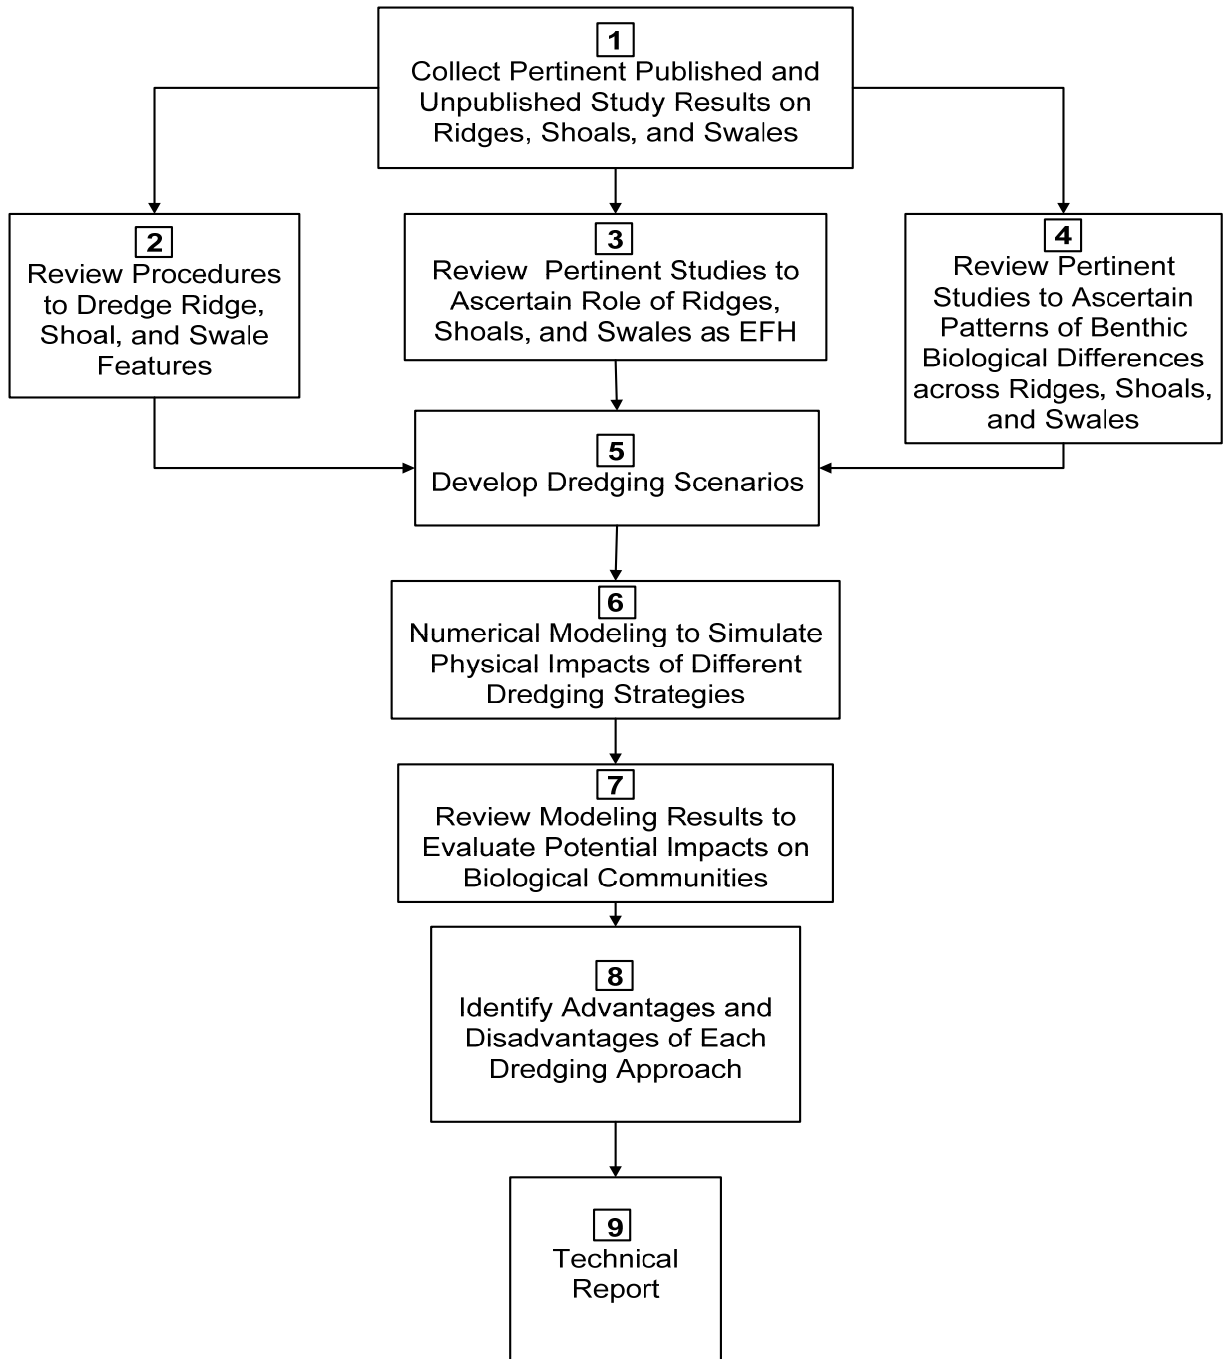 1
Collect Pertinent Published and
Unpublished Study Results on
Ridges, Shoals, and Swales
2
Review Procedures
to Dredge Ridge,
Shoal, and Swale
Features
3
Review Pertinent Studies to
Ascertain Role of Ridges,
Shoals, and Swales as EFH
4
Review Pertinent
Studies to Ascertain
Patterns of Benthic
Biological Differences
across Ridges, Shoals,
and Swales
5
Develop Dredging Scenarios
6
Numerical Modeling to Simulate
Physical Impacts of Different
Dredging Strategies
7
Review Modeling Results to
Evaluate Potential Impacts on
Biological Communities
8
Identify Advantages and
Disadvantages of Each
Dredging Approach
9
Technical
Report